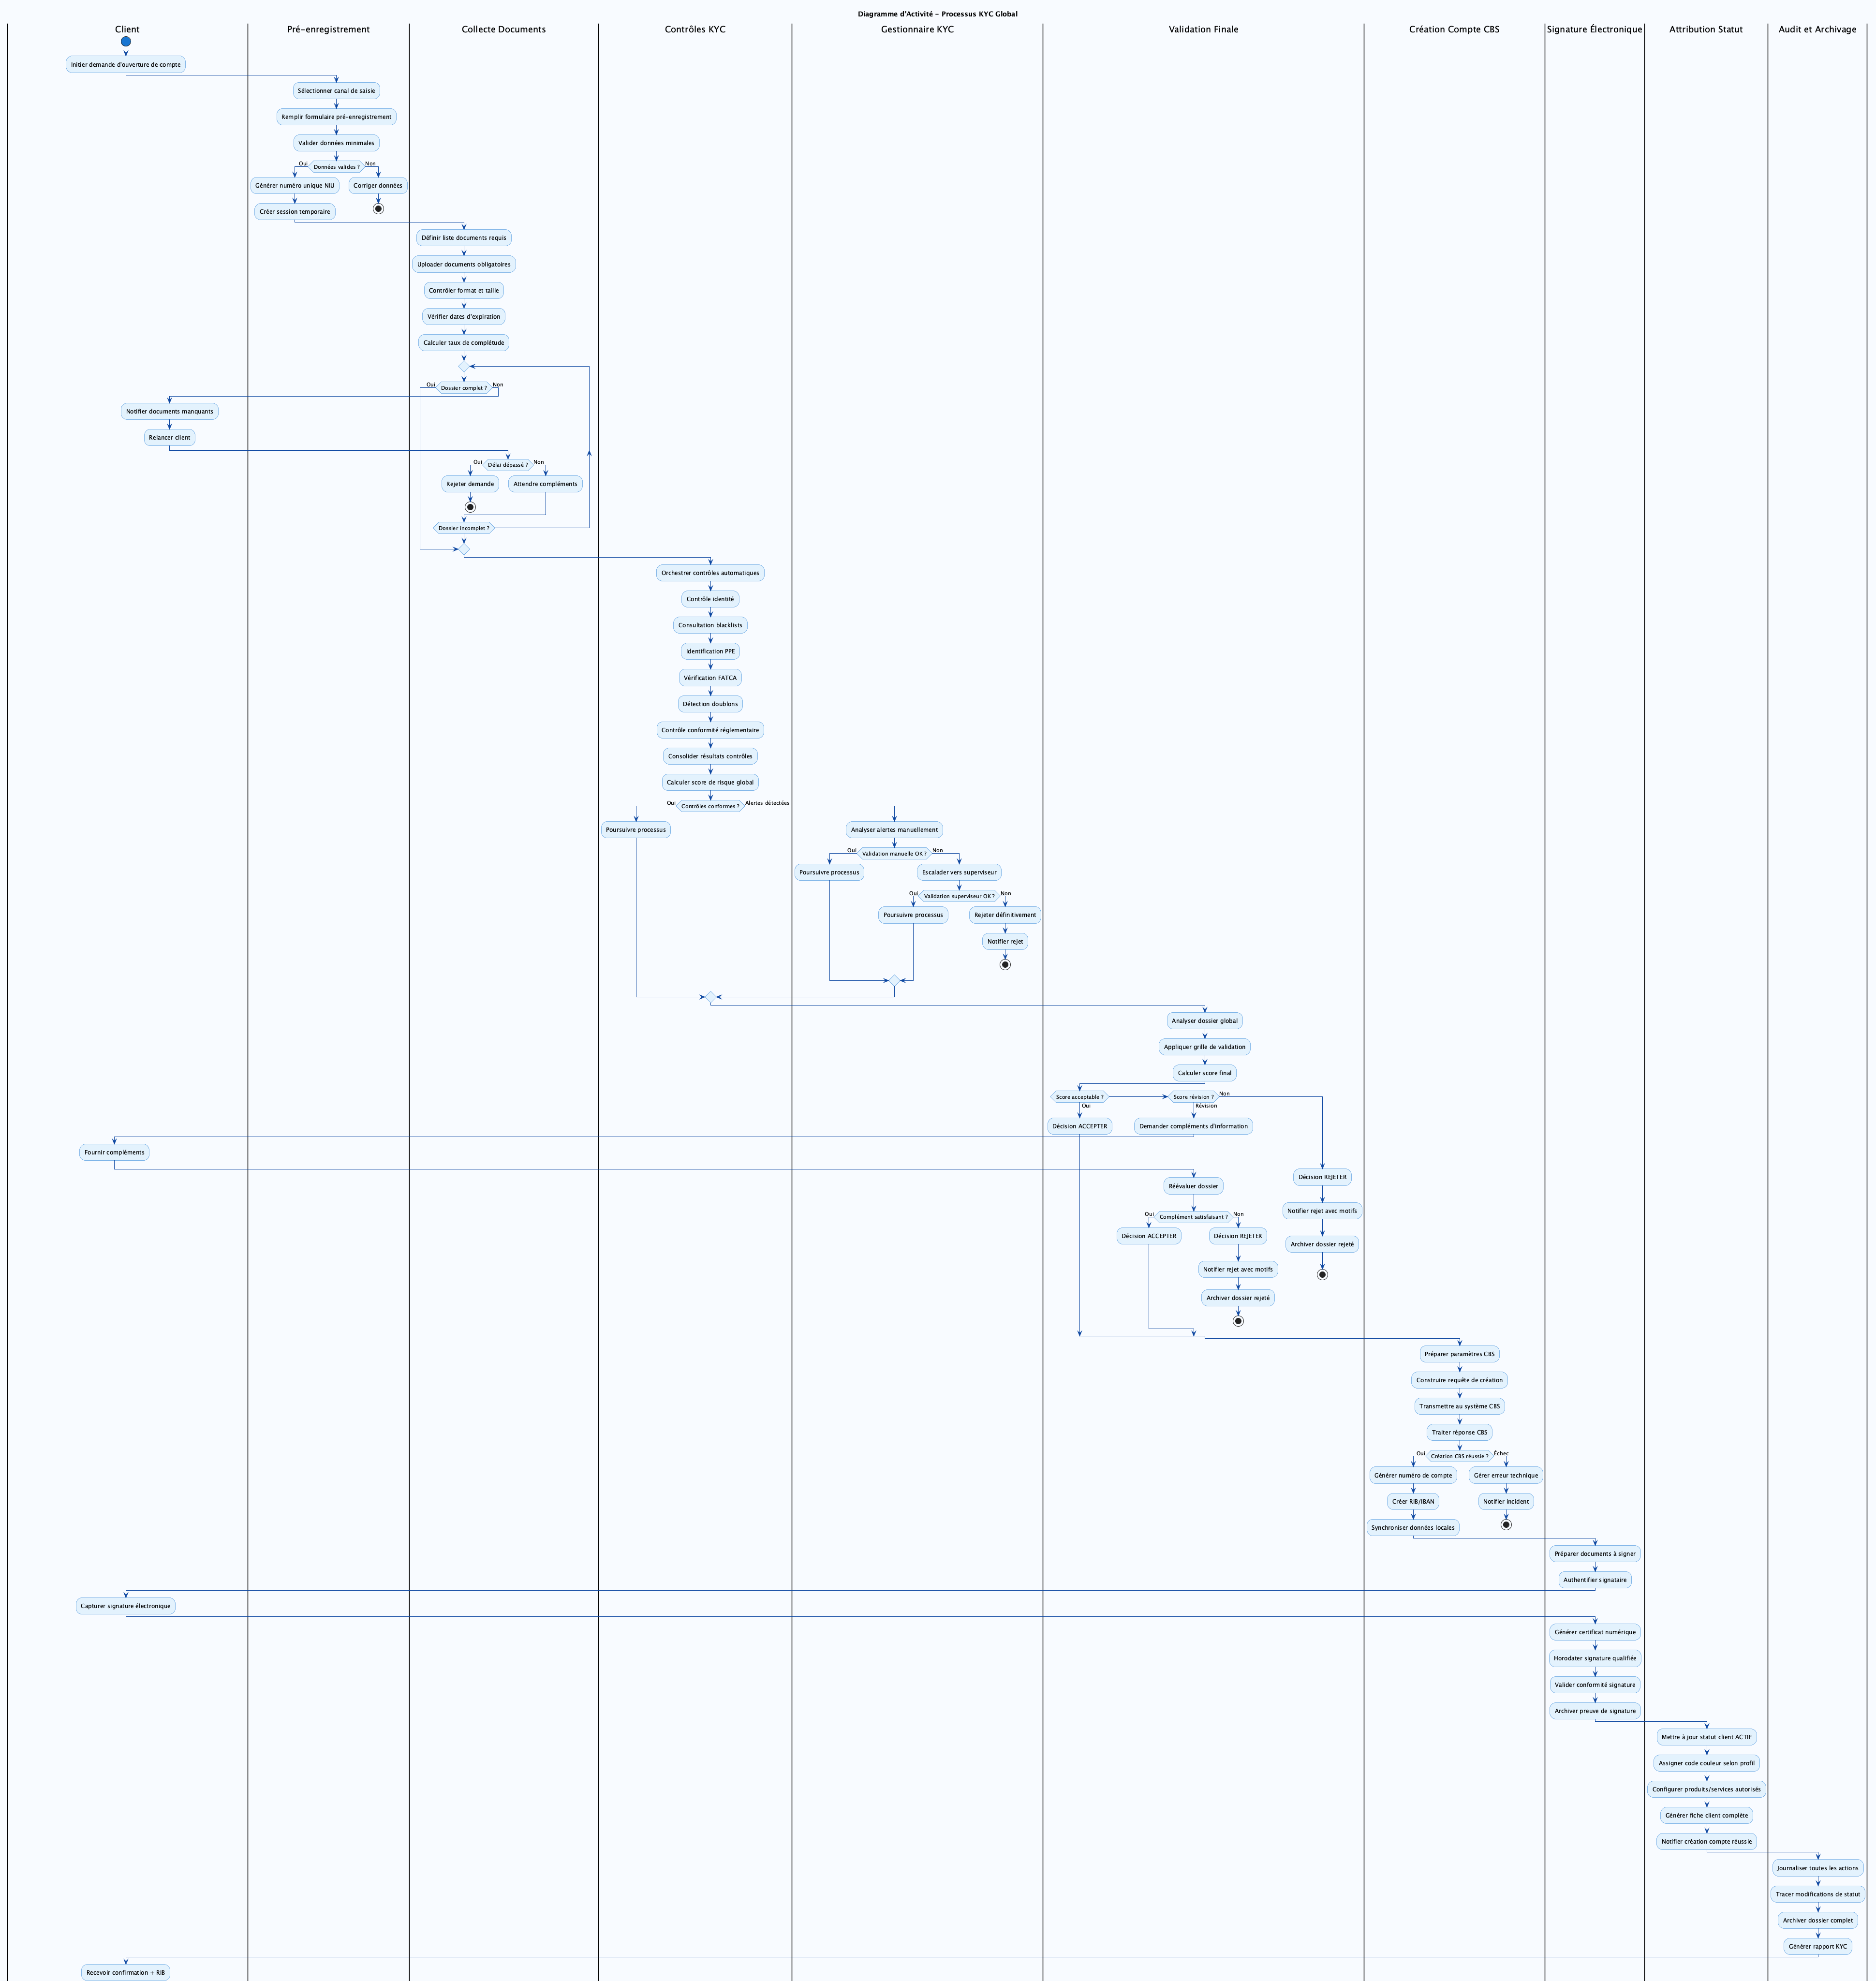 Diagramme d'Activité - Processus KYC Global
Client
Pré-enregistrement
Collecte Documents
Contrôles KYC
Gestionnaire KYC
Validation Finale
Création Compte CBS
Signature Électronique
Attribution Statut
Audit et Archivage
Initier demande d'ouverture de compte
Sélectionner canal de saisie
Remplir formulaire pré-enregistrement
Valider données minimales
Oui
Données valides ?
Non
Générer numéro unique NIU
Corriger données
Créer session temporaire
Définir liste documents requis
Uploader documents obligatoires
Contrôler format et taille
Vérifier dates d'expiration
Calculer taux de complétude
Oui
Dossier complet ?
Non
Notifier documents manquants
Relancer client
Oui
Délai dépassé ?
Non
Rejeter demande
Attendre compléments
Dossier incomplet ?
Orchestrer contrôles automatiques
Contrôle identité
Consultation blacklists
Identification PPE
Vérification FATCA
Détection doublons
Contrôle conformité réglementaire
Consolider résultats contrôles
Calculer score de risque global
Oui
Contrôles conformes ?
Alertes détectées
Poursuivre processus
Analyser alertes manuellement
Oui
Validation manuelle OK ?
Non
Poursuivre processus
Escalader vers superviseur
Oui
Validation superviseur OK ?
Non
Poursuivre processus
Rejeter définitivement
Notifier rejet
Analyser dossier global
Appliquer grille de validation
Calculer score final
Score acceptable ?
Score révision ?
Non
Oui
Révision
Décision ACCEPTER
Demander compléments d'information
Fournir compléments
Décision REJETER
Réévaluer dossier
Notifier rejet avec motifs
Oui
Complément satisfaisant ?
Non
Décision ACCEPTER
Décision REJETER
Archiver dossier rejeté
Notifier rejet avec motifs
Archiver dossier rejeté
Préparer paramètres CBS
Construire requête de création
Transmettre au système CBS
Traiter réponse CBS
Oui
Création CBS réussie ?
Échec
Générer numéro de compte
Gérer erreur technique
Créer RIB/IBAN
Notifier incident
Synchroniser données locales
Préparer documents à signer
Authentifier signataire
Capturer signature électronique
Générer certificat numérique
Horodater signature qualifiée
Valider conformité signature
Archiver preuve de signature
Mettre à jour statut client ACTIF
Assigner code couleur selon profil
Configurer produits/services autorisés
Générer fiche client complète
Notifier création compte réussie
Journaliser toutes les actions
Tracer modifications de statut
Archiver dossier complet
Générer rapport KYC
Recevoir confirmation + RIB